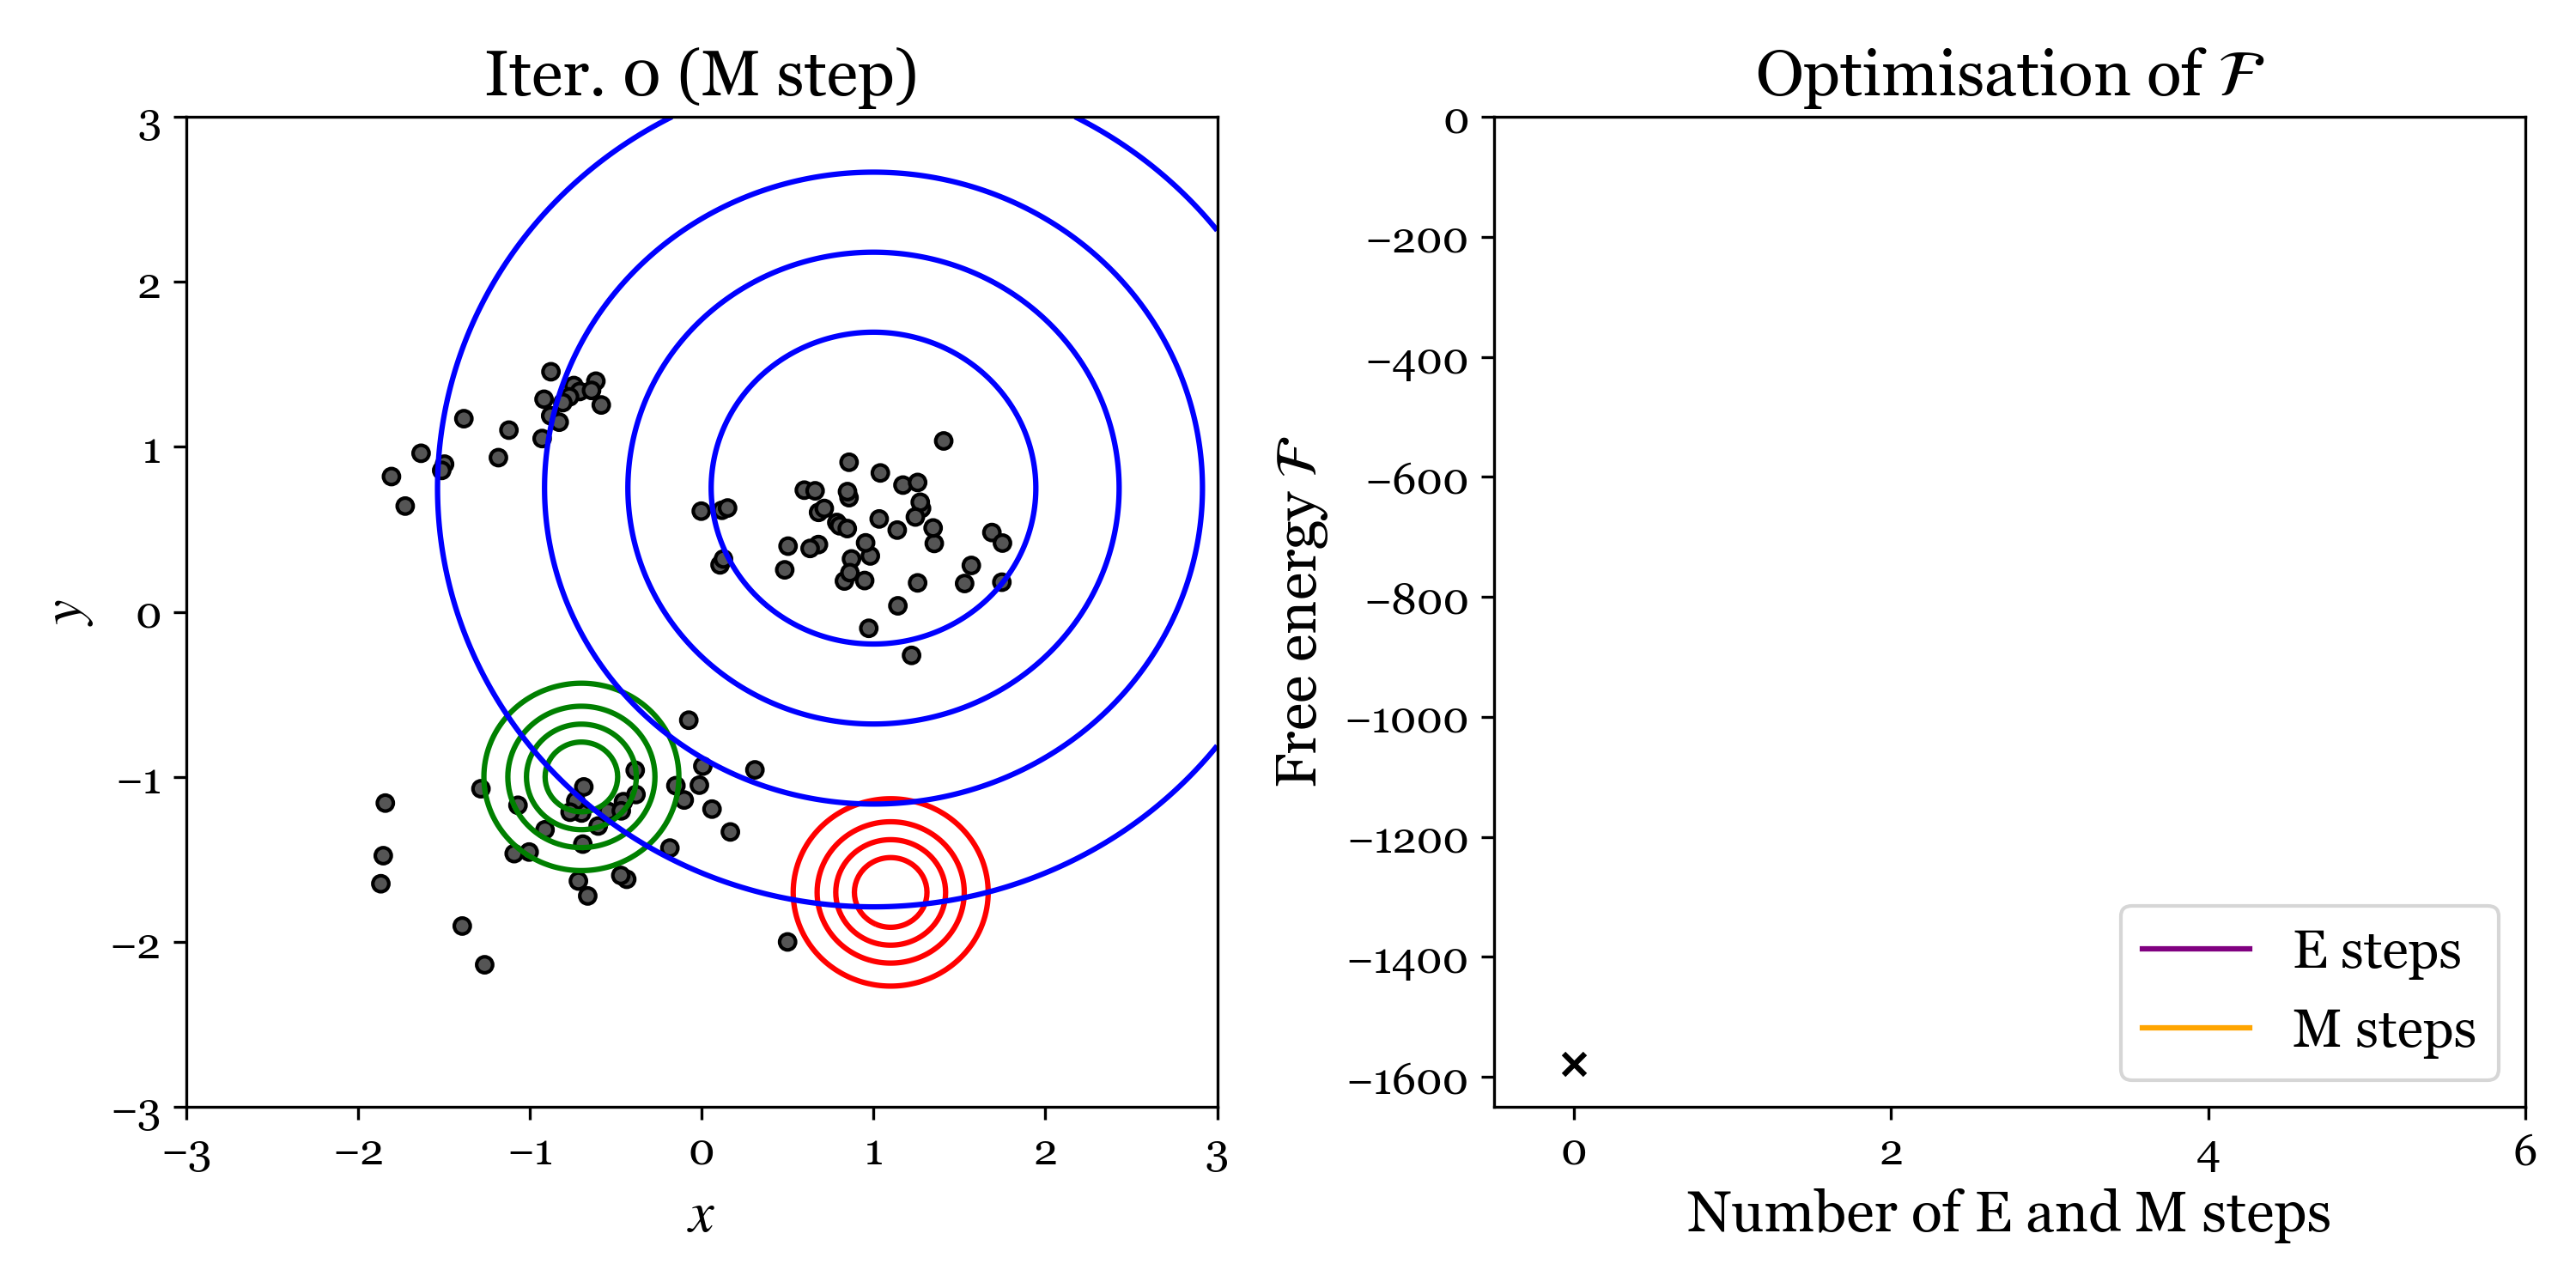 Iter. 0 (M step)
3
2
1
0
−1
−2
−3
−3 −2 −1 0 1 2 3
x
y
Optimisation of ℱ
0
−200
−400
−600
−800
−1000
−1200
−1400
−1600
0 2 4 6
Number of E and M steps
Free energy ℱ
E steps
M steps